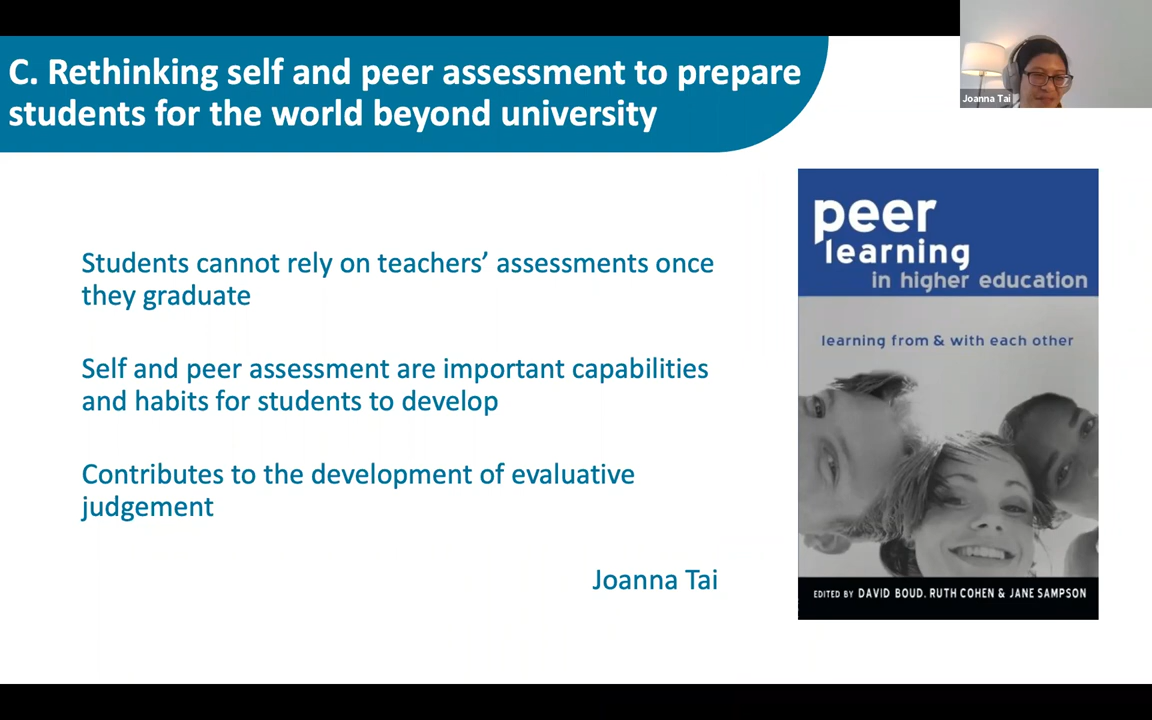 C. Rethinking self and peer assessment to prepare
students for the world beyond university
Joanna Tai
Students cannot rely on teachers’ assessments once
they graduate
Self and peer assessment are important capabilities
and habits for students to develop
Contributes to the development of evaluative
judgement
Joanna Tai
peer
learning
in higher education
learning from & with each other
EDITED BY DAVID BOUD, RUTH COHEN & JANE SAMPSON